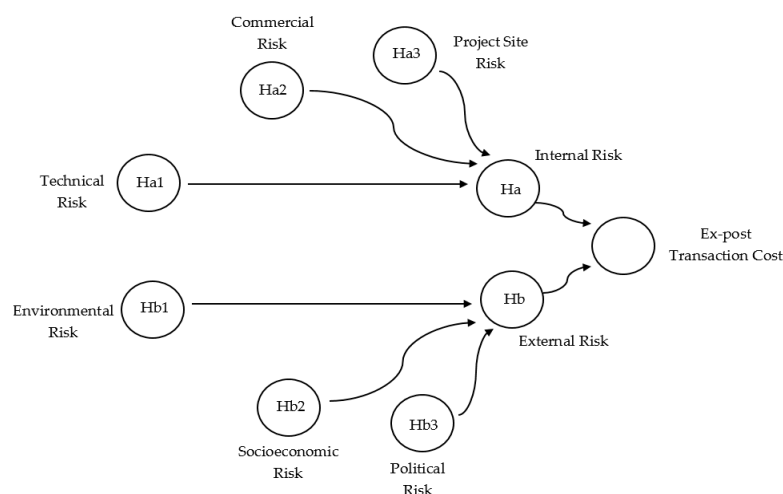 Commercial
Risk
Ha2
Ha3
Project Site
Risk
Internal Risk
Technical
Risk
Ha1
Ha
Ex-post
Transaction Cost
Environmental
Risk
Hb1
Hb
External Risk
Hb2
Socioeconomic
Risk
Hb3
Political
Risk